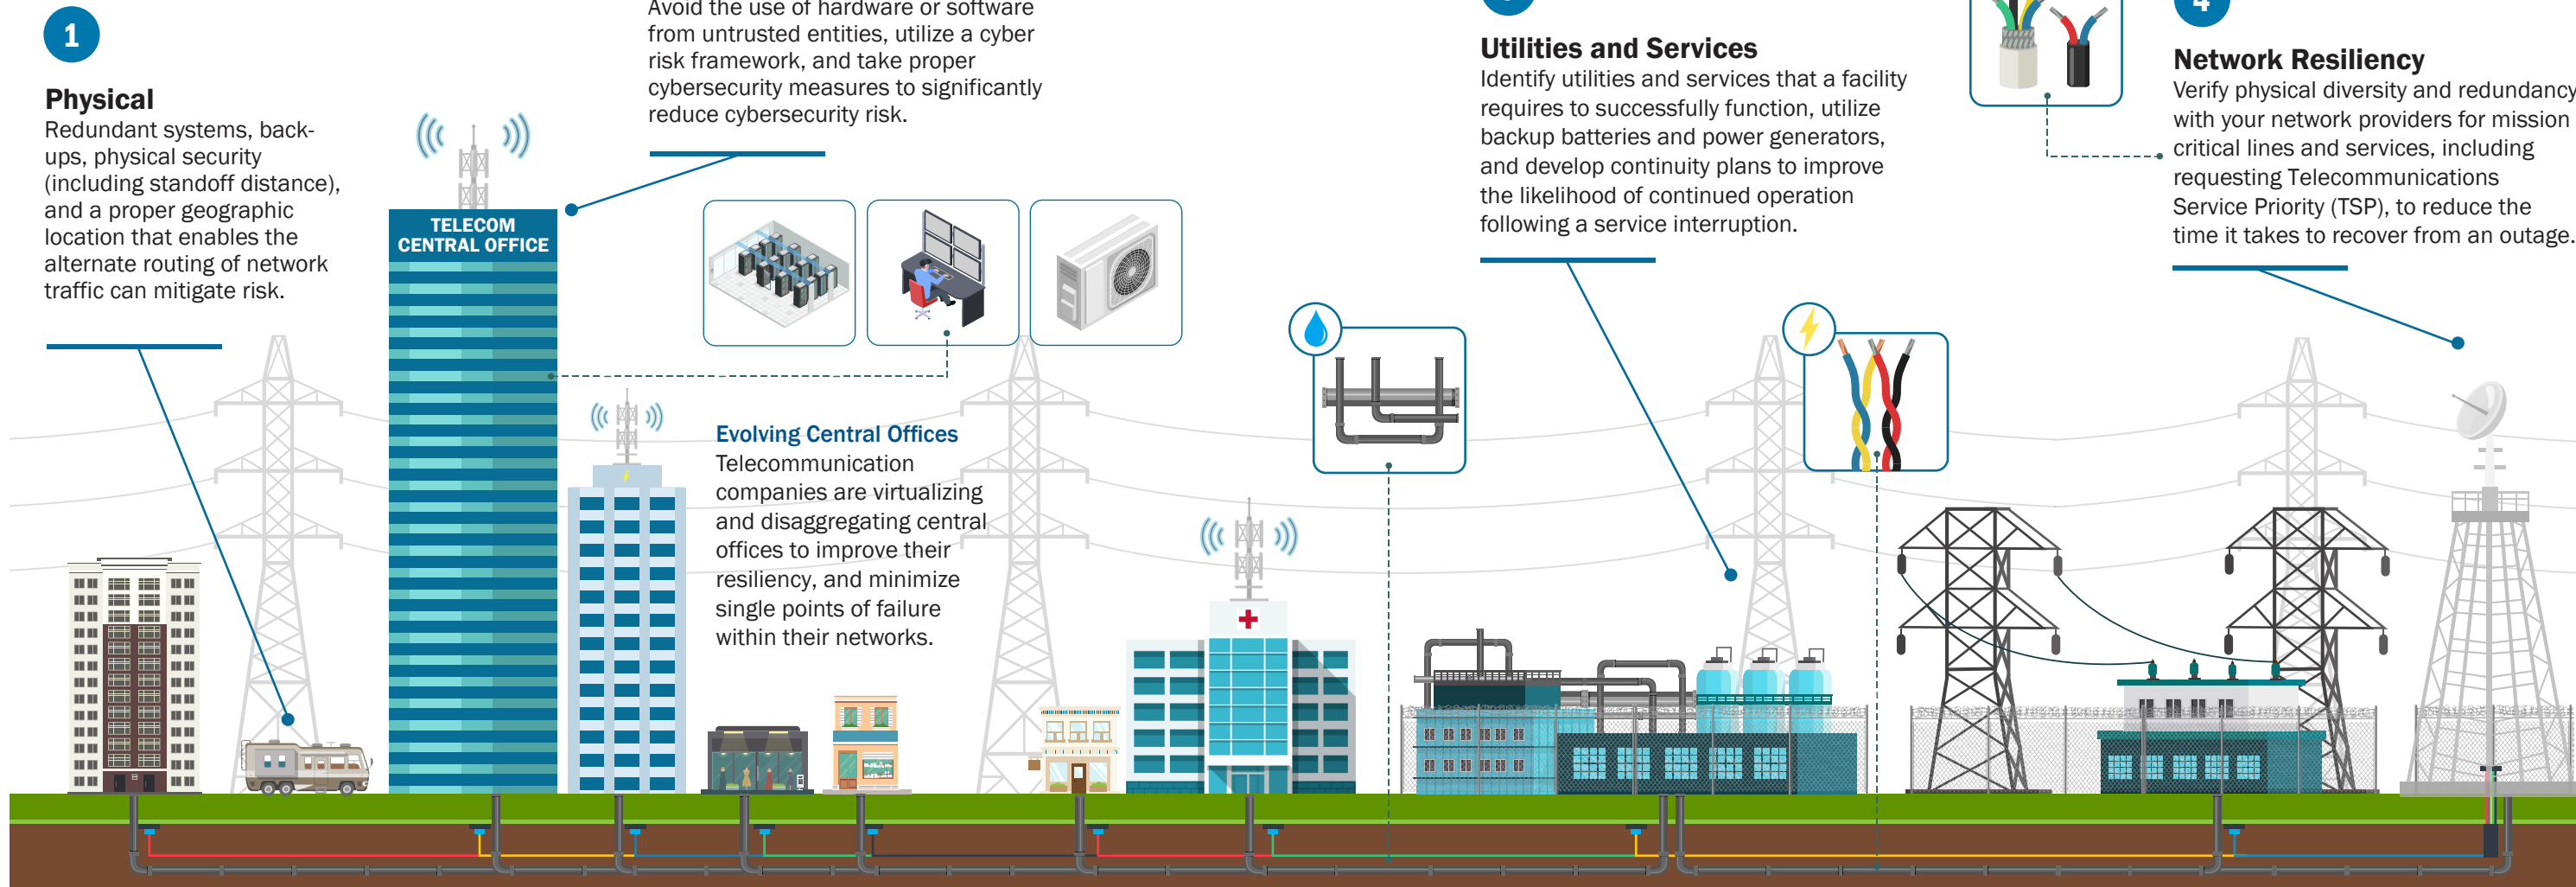 1
Physical
Redundant systems, back-
ups, physical security
(including standoff distance),
and a proper geographic
location that enables the
alternate routing of network
traffic can mitigate risk.
Avoid the use of hardware or software
from untrusted entities, utilize a cyber
risk framework, and take proper
cybersecurity measures to significantly
reduce cybersecurity risk.
TELECOM
CENTRAL OFFICE
Evolving Central Offices
Telecommunication
companies are virtualizing
and disaggregating central
offices to improve their
resiliency, and minimize
single points of failure
within their networks.
Utilities and Services
Identify utilities and services that a facility
requires to successfully function, utilize
backup batteries and power generators,
and develop continuity plans to improve
the likelihood of continued operation
following a service interruption.
4
Network Resiliency
Verify physical diversity and redundancy
with your network providers for mission
critical lines and services, including
requesting Telecommunications
Service Priority (TSP), to reduce the
time it takes to recover from an outage.